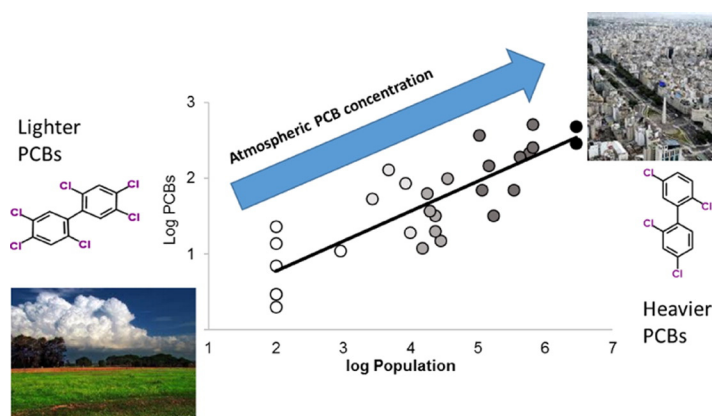 3
2
1
1
2
3
4
5
6
7
Log PCBs
log Population
Atmospheric PCB concentration
Lighter
PCBs
Cl
Cl
Cl
Cl
Cl
Cl
Cl
Cl
Cl
Cl
Heavier
PCBs